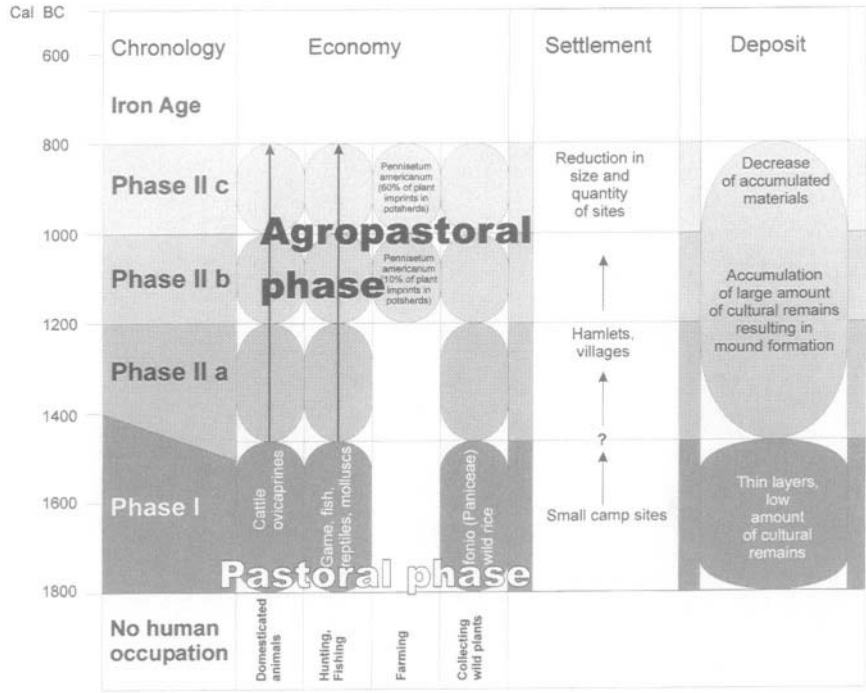 Cal BC
Chronology
Economy
Settlement
Deposit
600
Iron Age
800
Phase II c
Pennisetum
americanum
(60% of plant
imprints in
potsherds)
Reduction in
size and
quantity
of sites
Decrease
of accumulated
materials
1000
Agropastoral
phase
Phase II b
Pennisetum
americanum
(10% of plant
imprints in
potsherds)
Accumulation
of large amount
of cultural remains
resulting in
mound formation
1200
Hamlets,
villages
Phase II a
1400
?
Phase I
Cattle
ovicaprines
Game, fish,
reptiles, molluscs
fonio (Paniceae)
wild rice
Small camp sites
Thin layers,
low
amount
of cultural
remains
1600
Pastoral phase
1800
No human
occupation
Domesticated
animals
Hunting,
Fishing
Farming
Collecting
wild plants